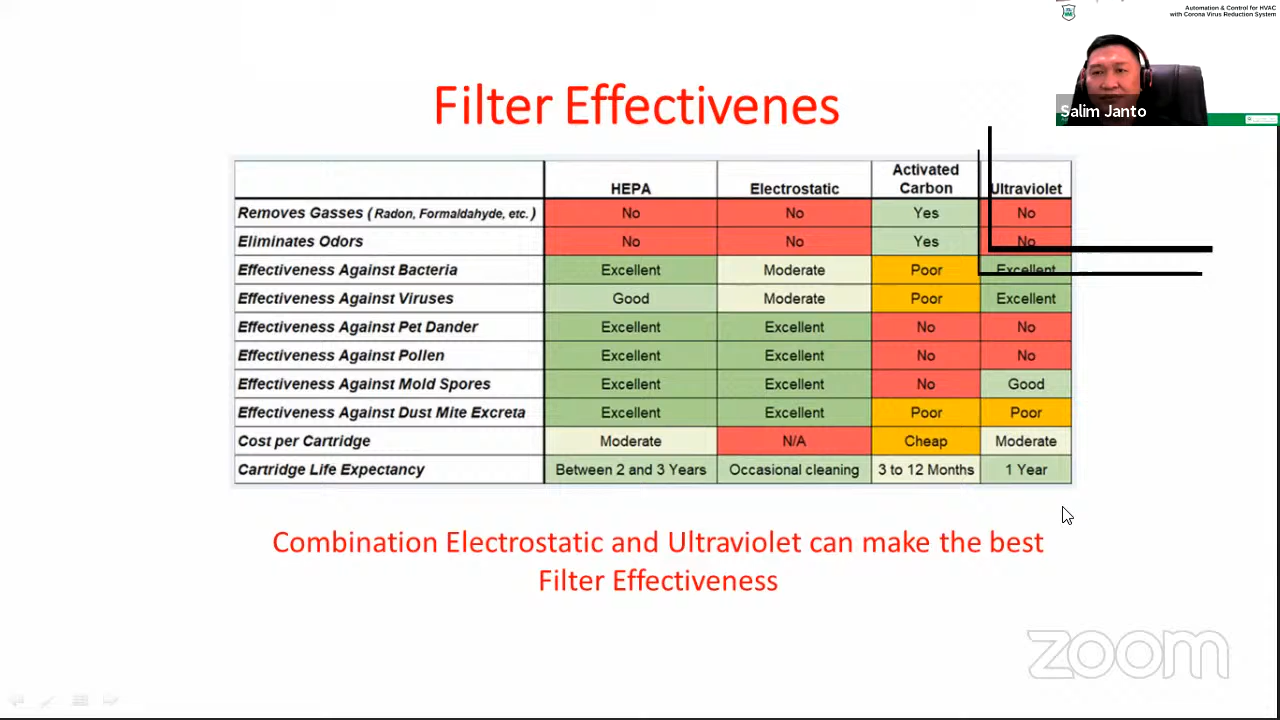 Automation & Control for HVAC
with Corona Virus Reduction System
Salim Janto
Filter Effectivenes
HEPA Electrostatic Activated Carbon Ultraviolet
Removes Gasses ( Radon, Formaldahyde, etc. ) No No Yes No
Eliminates Odors No No Yes No
Effectiveness Against Bacteria Excellent Moderate Poor Excellent
Effectiveness Against Viruses Good Moderate Poor Excellent
Effectiveness Against Pet Dander Excellent Excellent No No
Effectiveness Against Pollen Excellent Excellent No No
Effectiveness Against Mold Spores Excellent Excellent No Good
Effectiveness Against Dust Mite Excreta Excellent Excellent Poor Poor
Cost per Cartridge Moderate N/A Cheap Moderate
Cartridge Life Expectancy Between 2 and 3 Years Occasional cleaning 3 to 12 Months 1 Year
Combination Electrostatic and Ultraviolet can make the best
Filter Effectiveness
zoom